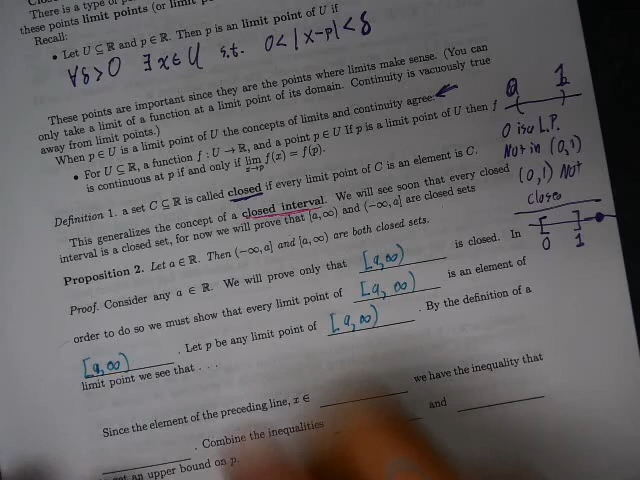 There is a type of
these points limit points (or limit
Recall:
• Let U ⊆ ℝ and p ∈ ℝ. Then p is an limit point of U if
∀δ>0 ∃x∈U s.t. 0<|x-p|<δ
These points are important since they are the points where limits make sense. (You can
only take a limit of a function at a limit point of its domain. Continuity is vacuously true
away from limit points.)
When p ∈ U is a limit point of U the concepts of limits and continuity agree:
• For U ⊆ ℝ, a function f : U → ℝ, and a point p ∈ U If p is a limit point of U then f
is continuous at p if and only if lim x→p f(x) = f(p).
0 1
0 is a L.P.
Not in (0,1)
(0,1) Not
closed
[ ]
0 1
Definition 1. a set C ⊆ ℝ is called closed if every limit point of C is an element is C.
This generalizes the concept of a closed interval. We will see soon that every closed
interval is a closed set, for now we will prove that [a,∞) and (−∞, a] are closed sets
Proposition 2. Let a ∈ ℝ. Then (−∞, a] and [a, ∞) are both closed sets.
Proof. Consider any a ∈ ℝ. We will prove only that [a,∞) is closed. In
order to do so we must show that every limit point of [a,∞) is an element of
[a,∞). Let p be any limit point of [a,∞). By the definition of a
limit point we see that . . .
Since the element of the preceding line, x ∈ we have the inequality that
. Combine the inequalities and
an upper bound on p.